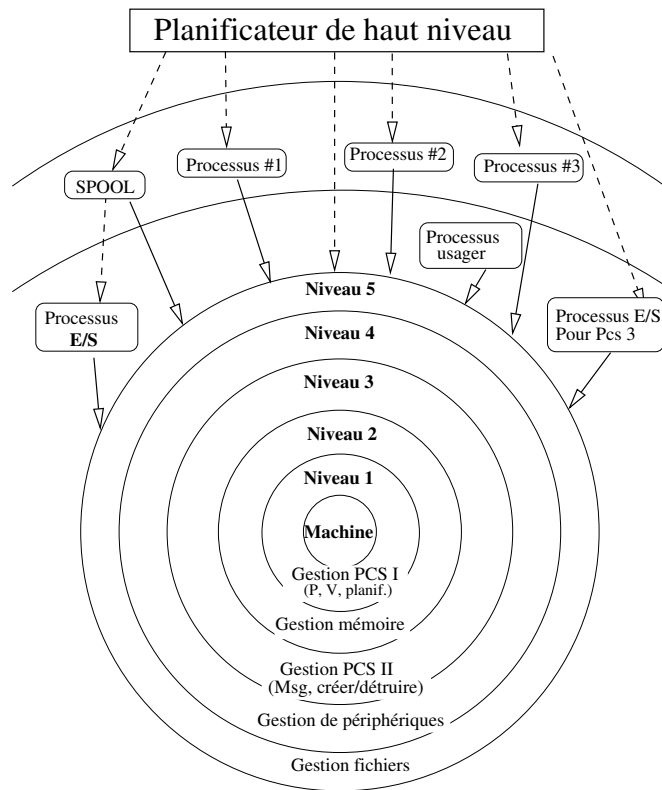 Planificateur de haut niveau
SPOOL
Processus #1
Processus #2
Processus #3
Processus
usager
Processus
E/S
Processus E/S
Pour Pcs 3
Niveau 5
Niveau 4
Niveau 3
Niveau 2
Niveau 1
Machine
Gestion PCS I
(P, V, planif.)
Gestion mémoire
Gestion PCS II
(Msg, créer/détruire)
Gestion de périphériques
Gestion fichiers